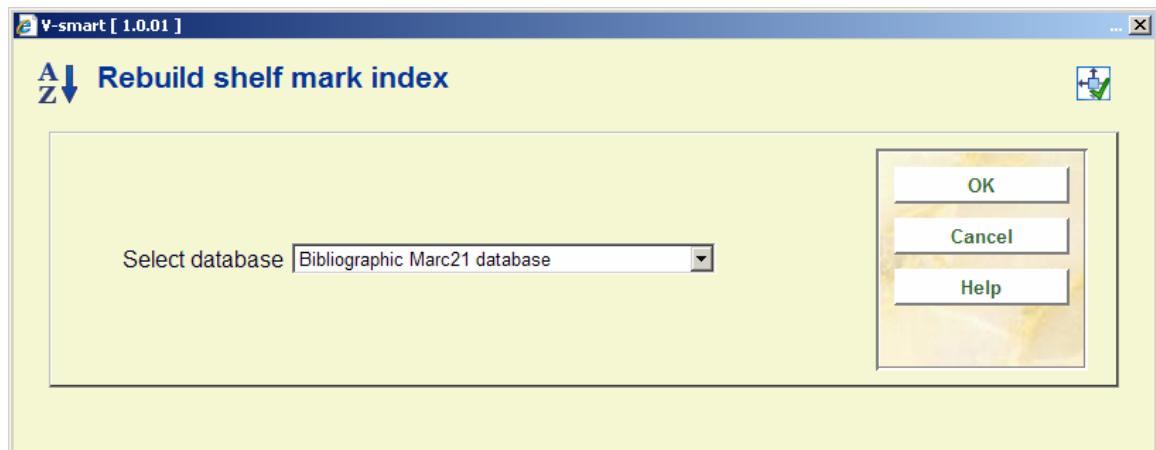 V-smart [ 1.0.01 ]
...
A
Z
Rebuild shelf mark index
OK
Select database Bibliographic Marc21 database
Cancel
Help